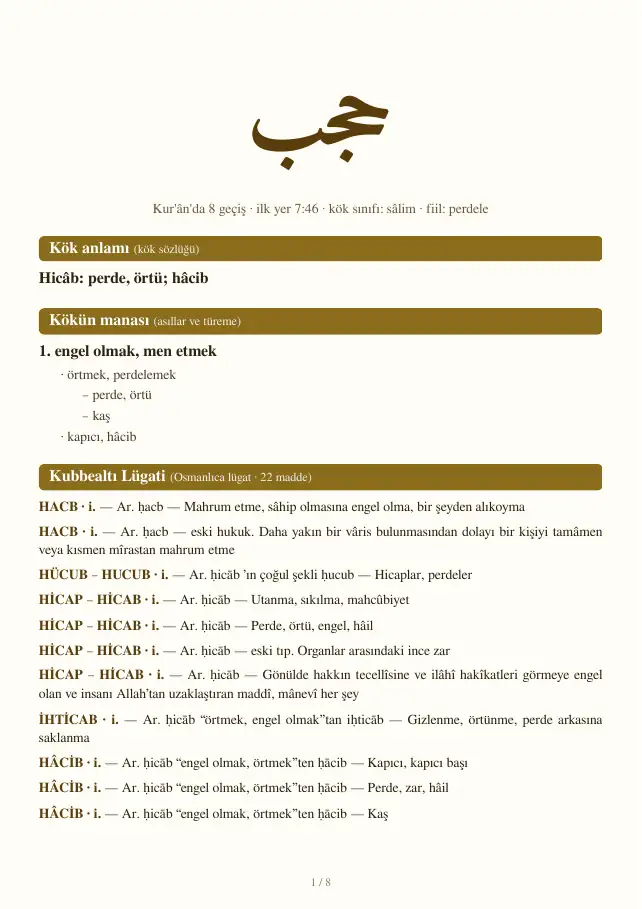 حجب
Kur'ân'da 8 geçiş · ilk yer 7:46 · kök sınıfı: sâlim · fiil: perdele
Kök anlamı (kök sözlüğü)
Hicâb: perde, örtü; hâcib
Kökün manası (asıllar ve türeme)
1. engel olmak, men etmek
· örtmek, perdelemek
– perde, örtü
– kaş
· kapıcı, hâcib
Kubbealtı Lügati (Osmanlıca lügat · 22 madde)
HACB · i. — Ar. ḥacb — Mahrum etme, sâhip olmasına engel olma, bir şeyden alıkoyma
HACB · i. — Ar. ḥacb — eski hukuk. Daha yakın bir vâris bulunmasından dolayı bir kişiyi tamâmen
veya kısmen mîrastan mahrum etme
HÜCUB – HUCUB · i. — Ar. ḥicāb ’ın çoğul şekli ḥucub — Hicaplar, perdeler
HİCAP – HİCAB · i. — Ar. ḥicāb — Utanma, sıkılma, mahcûbiyet
HİCAP – HİCAB · i. — Ar. ḥicāb — Perde, örtü, engel, hâil
HİCAP – HİCAB · i. — Ar. ḥicāb — eski tıp. Organlar arasındaki ince zar
HİCAP – HİCAB · i. — Ar. ḥicāb — Gönülde hakkın tecellîsine ve ilâhî hakîkatleri görmeye engel
olan ve insanı Allah’tan uzaklaştıran maddî, mânevî her şey
İHTİCAB · i. — Ar. ḥicāb “örtmek, engel olmak”tan iḥticāb — Gizlenme, örtünme, perde arkasına
saklanma
HÂCİB · i. — Ar. ḥicāb “engel olmak, örtmek”ten ḥācib — Kapıcı, kapıcı başı
HÂCİB · i. — Ar. ḥicāb “engel olmak, örtmek”ten ḥācib — Perde, zar, hâil
HÂCİB · i. — Ar. ḥicāb “engel olmak, örtmek”ten ḥācib — Kaş
1 / 8